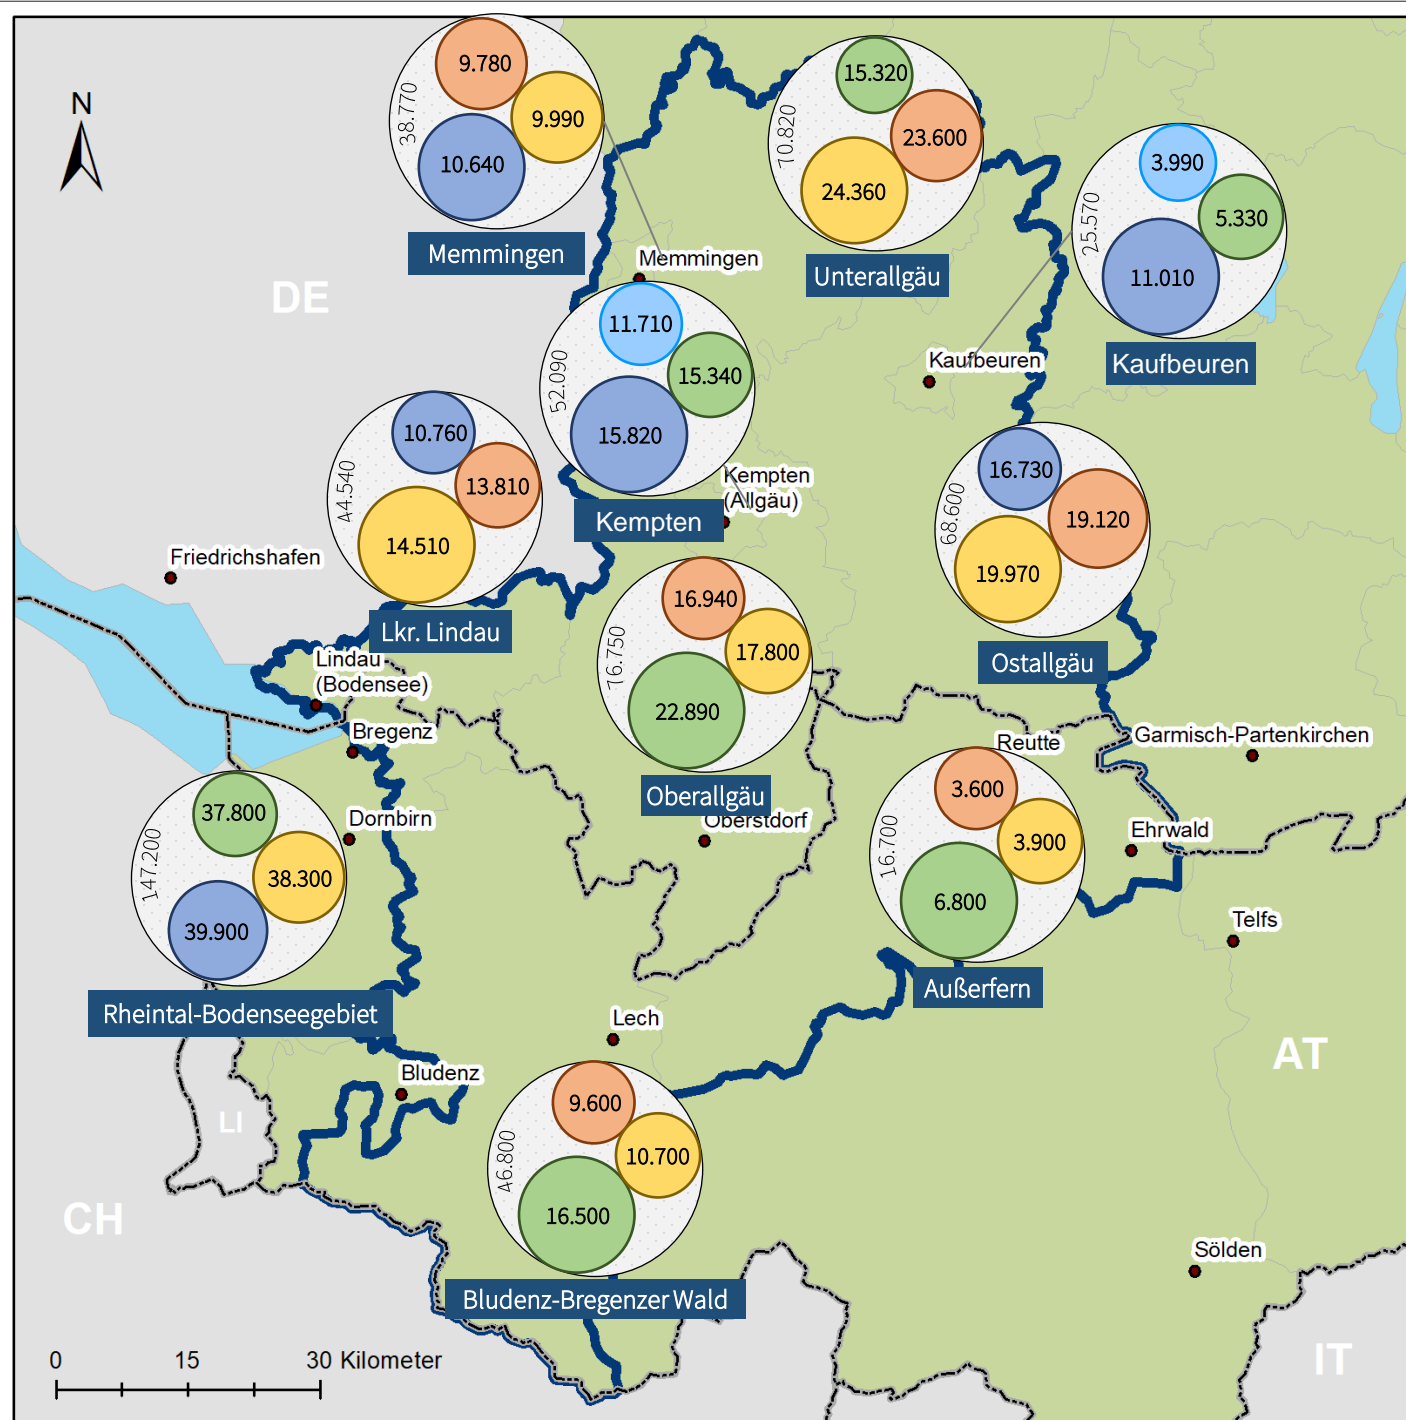 N
DE
9.780
38.770
9.990
10.640
Memmingen
Memmingen
15.320
70.820
23.600
24.360
Unterallgäu
3.990
25.570
5.330
11.010
Kaufbeuren
Kaufbeuren
11.710
52.090
15.340
15.820
Kempten
Kempten
(Allgäu)
10.760
44.540
13.810
14.510
Lkr. Lindau
16.730
68.600
19.120
19.970
Ostallgäu
Friedrichshafen
Lindau
(Bodensee)
Bregenz
16.940
76.750
17.800
22.890
Oberallgäu
Oberstdorf
Reutte
Garmisch-Partenkirchen
3.600
16.700
3.900
6.800
Außerfern
Ehrwald
Telfs
37.800
147.200
38.300
39.900
Rheintal-Bodenseegebiet
Dornbirn
Lech
AT
Bludenz
LI
9.600
46.800
10.700
16.500
Bludenz-Bregenzer Wald
CH
Sölden
IT
0
15
30 Kilometer